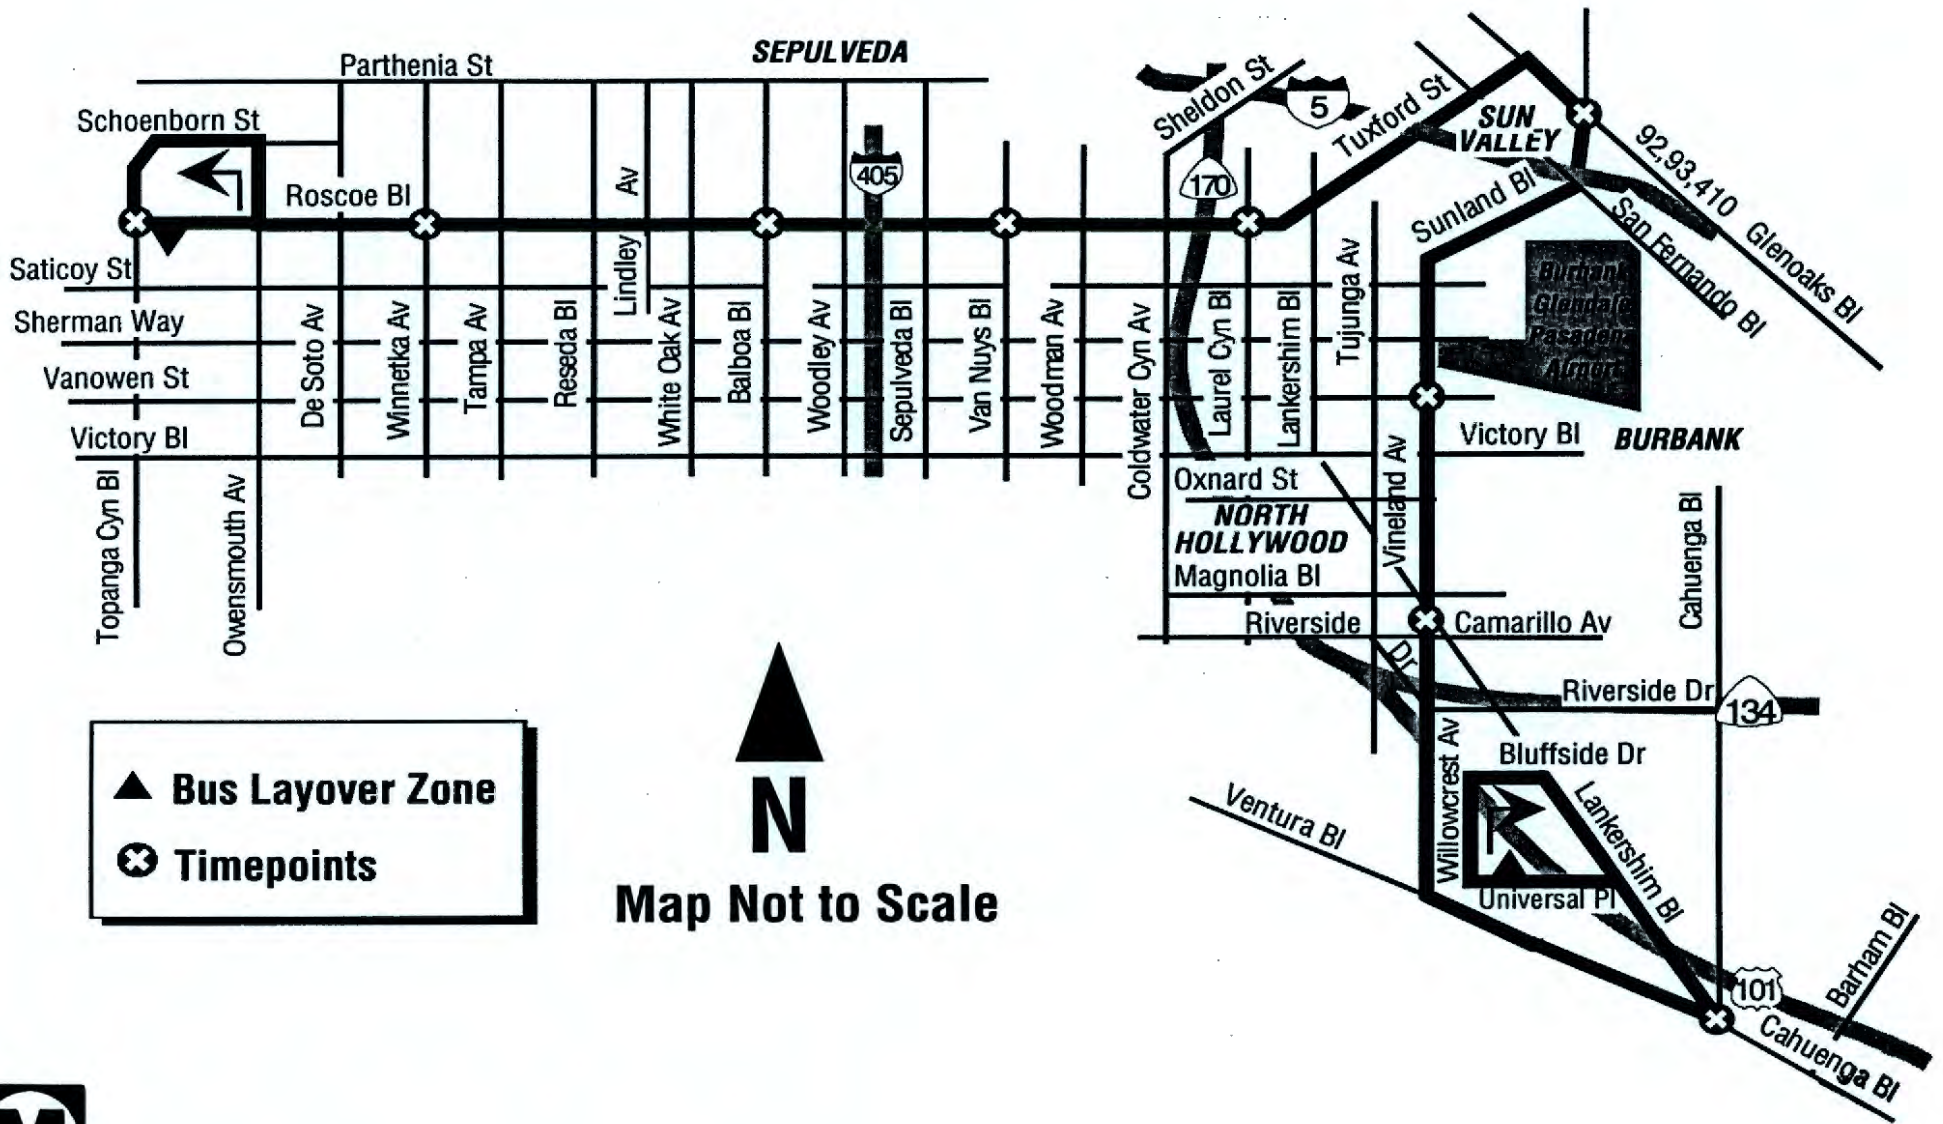 SEPULVEDA
Parthenia St
Schoenborn St
Roscoe Bl
Saticoy St
Sherman Way
Vanowen St
Victory Bl
Topanga Cyn Bl
Owensmouth Av
De Soto Av
Winnetka Av
Tampa Av
Reseda Bl
Lindley Av
White Oak Av
Balboa Bl
Woodley Av
405
Sepulveda Bl
Van Nuys Bl
Woodman Av
Coldwater Cyn Av
Sheldon St
5
170
Laurel Cyn Bl
Lankershim Bl
Tujunga Av
Tuxford St
SUN
VALLEY
Sunland Bl
92,93,410
Glenoaks Bl
San Fernando Bl
Burbank
Glendale
Pasadena
Airport
Victory Bl
BURBANK
Vineland Av
Oxnard St
NORTH
HOLLYWOOD
Magnolia Bl
Riverside Dr
Camarillo Av
Cahuenga Bl
Riverside Dr
134
Bluffside Dr
Willowcrest Av
Lankershim Bl
Universal Pl
Ventura Bl
101
Barham Bl
Cahuenga Bl
Bus Layover Zone
Timepoints
N
Map Not to Scale
M